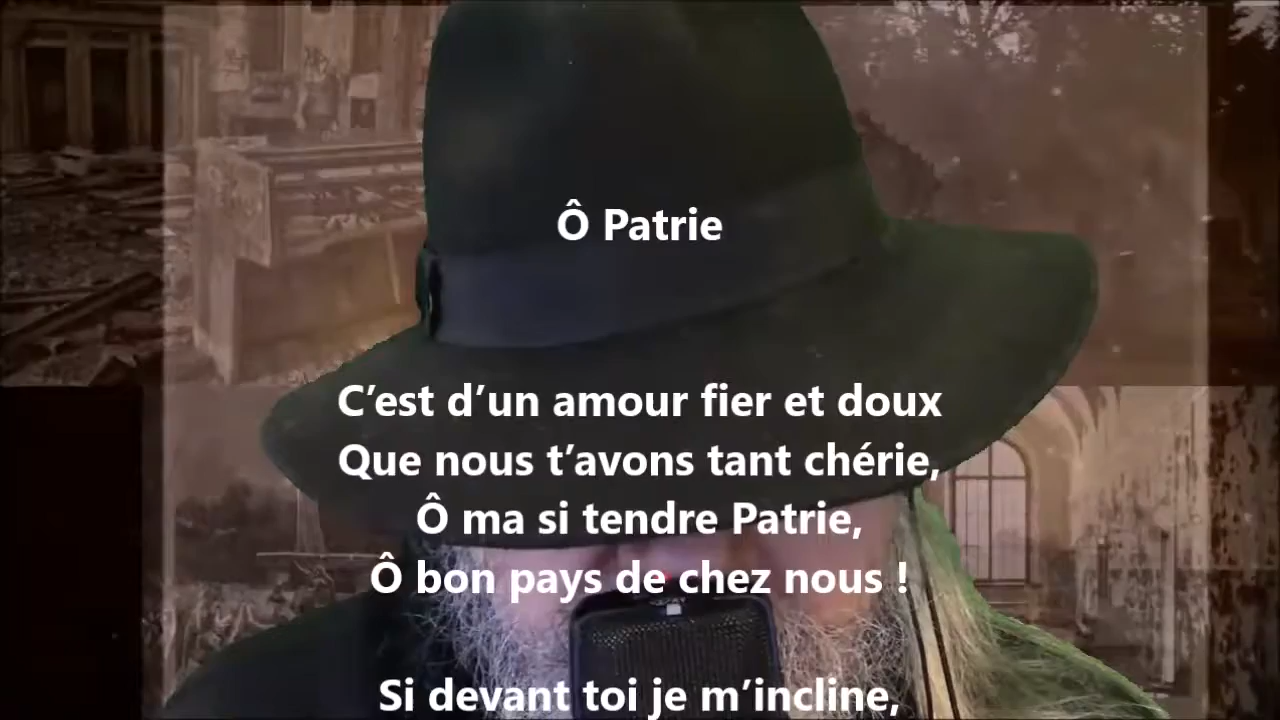 Ô Patrie
C’est d’un amour fier et doux
Que nous t’avons tant chérie,
Ô ma si tendre Patrie,
Ô bon pays de chez nous !
Si devant toi je m’incline,